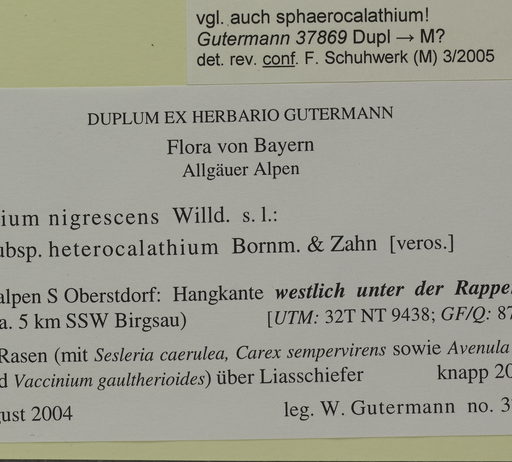 vgl. auch sphaerocalathium!
Gutermann 37869 Dupl → M?
det. rev. conf. F. Schuhwerk (M) 3/2005
DUPLUM EX HERBARIO GUTERMANN
Flora von Bayern
Allgäuer Alpen
ium nigrescens Willd. s. l.:
ubsp. heterocalathium Bornm. & Zahn [veros.]
alpen S Oberstdorf: Hangkante westlich unter der Rappe
a. 5 km SSW Birgsau) [UTM: 32T NT 9438; GF/Q: 87
Rasen (mit Sesleria caerulea, Carex sempervirens sowie Avenula
d Vaccinium gaultherioides) über Liasschiefer knapp 20
gust 2004 leg. W. Gutermann no. 3